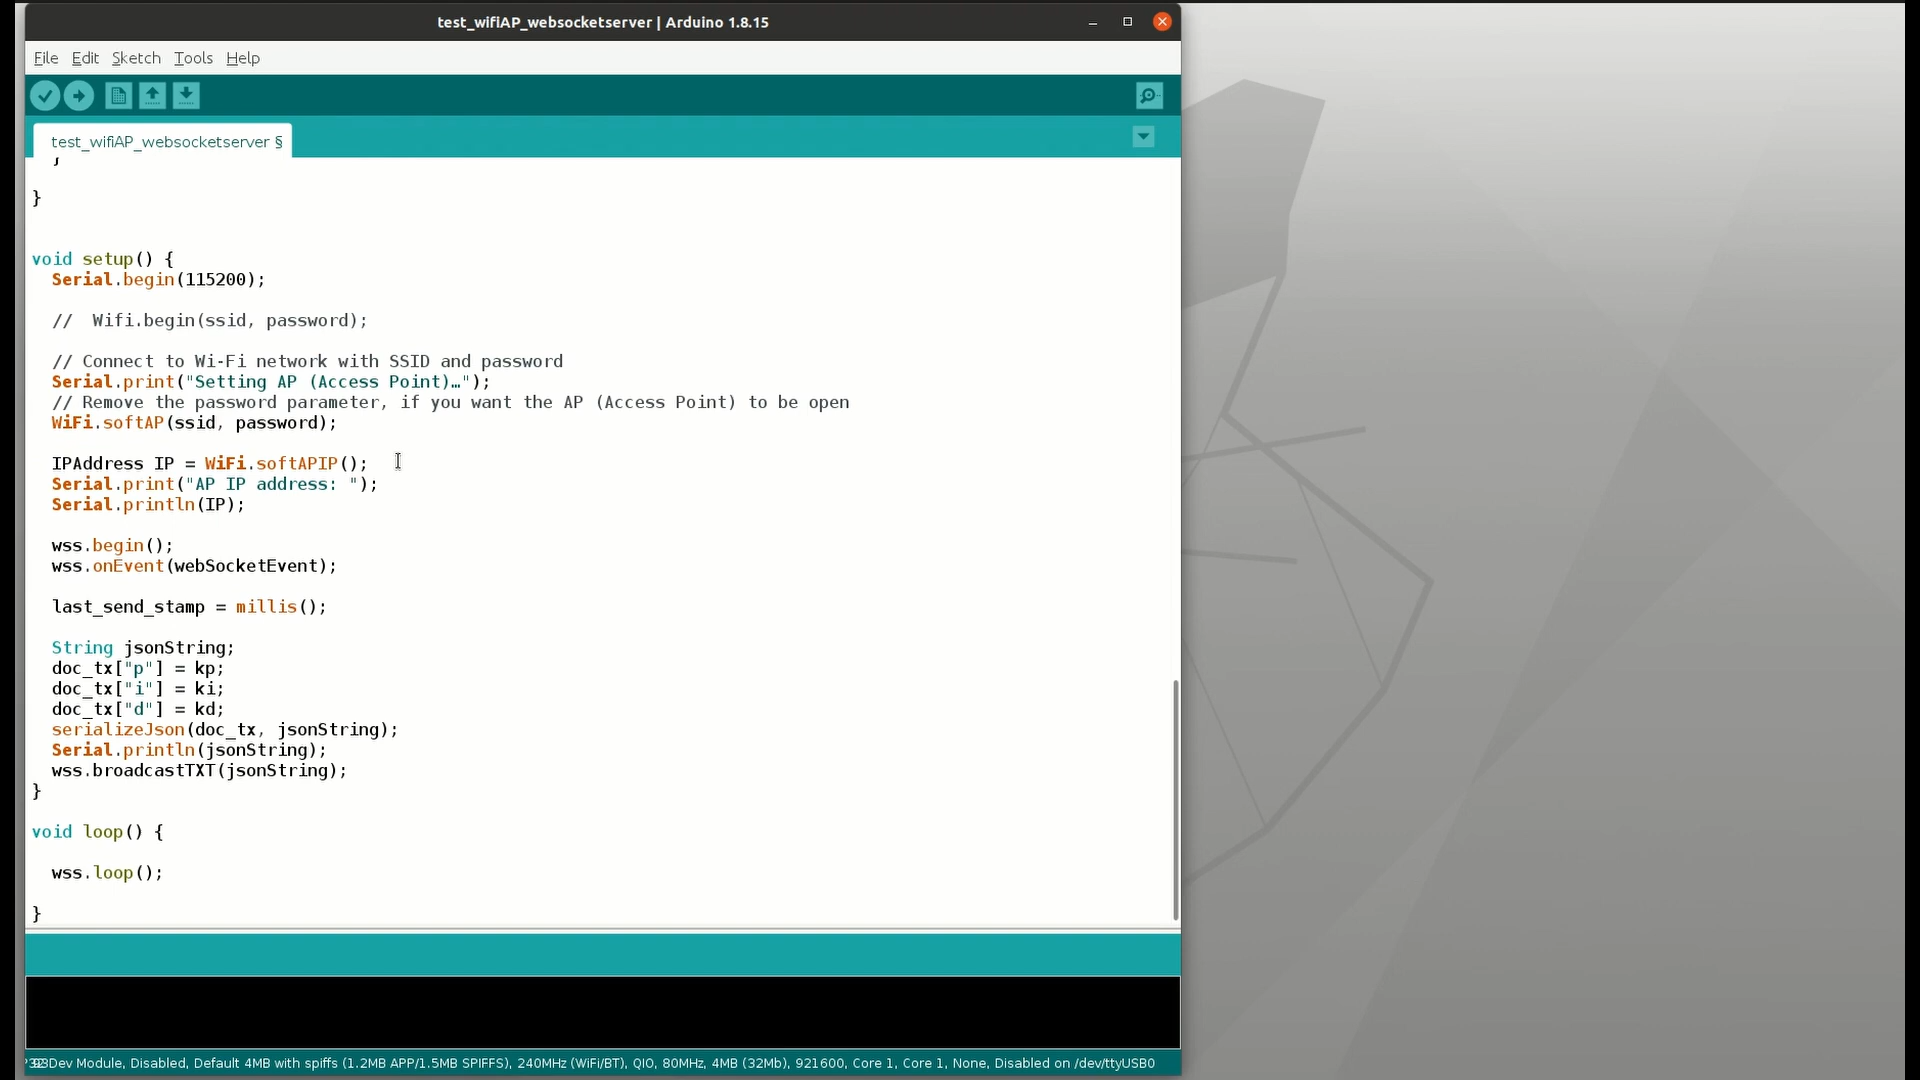 test_wifiAP_websocketserver | Arduino 1.8.15
File Edit Sketch Tools Help
test_wifiAP_websocketserver §
}
}
void setup() {
Serial.begin(115200);
//  Wifi.begin(ssid, password);
// Connect to Wi-Fi network with SSID and password
Serial.print("Setting AP (Access Point)…");
// Remove the password parameter, if you want the AP (Access Point) to be open
WiFi.softAP(ssid, password);
IPAddress IP = WiFi.softAPIP();
Serial.print("AP IP address: ");
Serial.println(IP);
wss.begin();
wss.onEvent(webSocketEvent);
last_send_stamp = millis();
String jsonString;
doc_tx["p"] = kp;
doc_tx["i"] = ki;
doc_tx["d"] = kd;
serializeJson(doc_tx, jsonString);
Serial.println(jsonString);
wss.broadcastTXT(jsonString);
}
void loop() {
wss.loop();
}
Dev Module, Disabled, Default 4MB with spiffs (1.2MB APP/1.5MB SPIFFS), 240MHz (WiFi/BT), QIO, 80MHz, 4MB (32Mb), 921600, Core 1, Core 1, None, Disabled on /dev/ttyUSB0